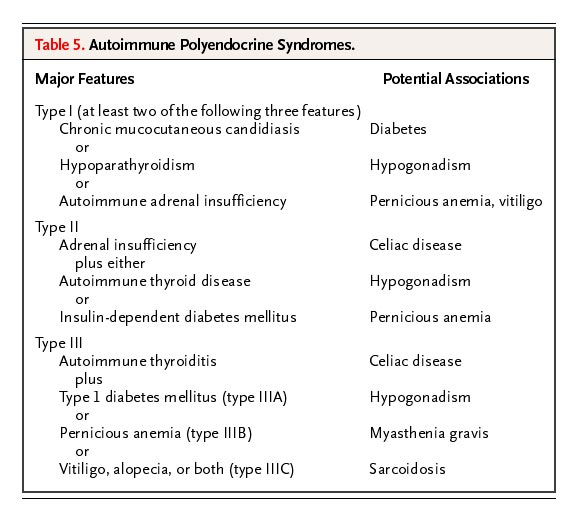 Table 5. Autoimmune Polyendocrine Syndromes.
Major Features Potential Associations
Type I (at least two of the following three features)
Chronic mucocutaneous candidiasis Diabetes
or
Hypoparathyroidism Hypogonadism
or
Autoimmune adrenal insufficiency Pernicious anemia, vitiligo
Type II
Adrenal insufficiency Celiac disease
plus either
Autoimmune thyroid disease Hypogonadism
or
Insulin-dependent diabetes mellitus Pernicious anemia
Type III
Autoimmune thyroiditis Celiac disease
plus
Type 1 diabetes mellitus (type IIIA) Hypogonadism
or
Pernicious anemia (type IIIB) Myasthenia gravis
or
Vitiligo, alopecia, or both (type IIIC) Sarcoidosis